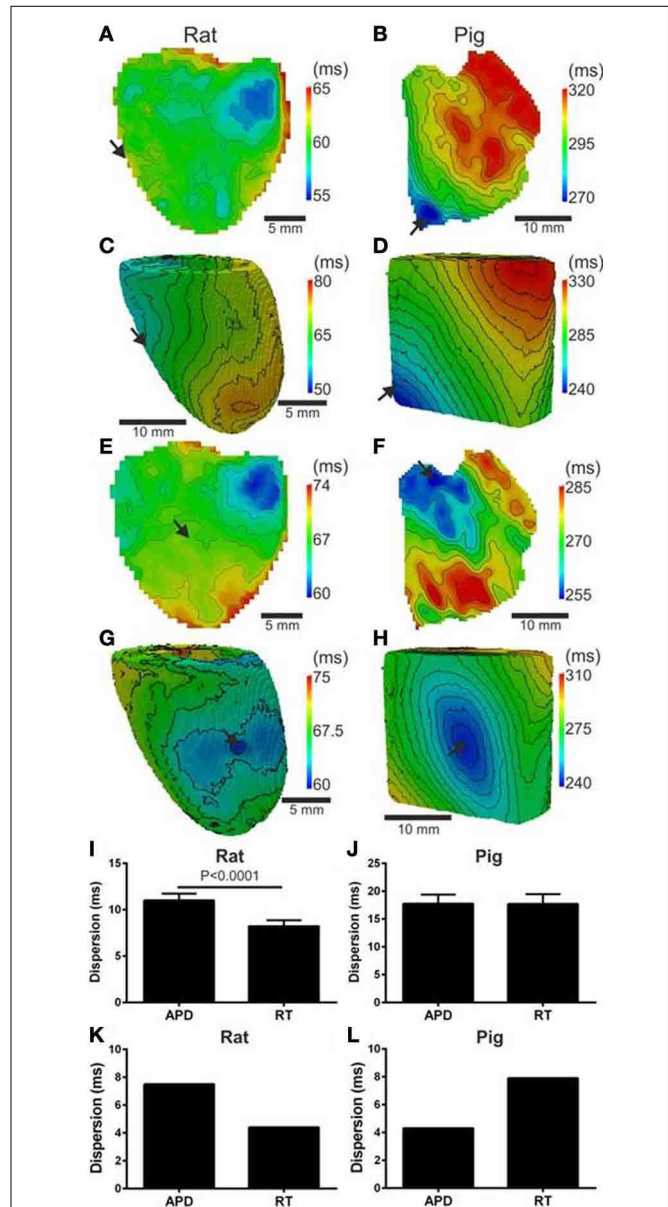 A
Rat
B
Pig
(ms)
65
60
55
5 mm
(ms)
320
295
270
10 mm
C
(ms)
80
65
50
10 mm
5 mm
D
(ms)
330
285
240
E
(ms)
74
67
60
5 mm
F
(ms)
285
270
255
10 mm
G
(ms)
75
67.5
60
5 mm
H
(ms)
310
275
240
10 mm
I
Rat
P<0.0001
Dispersion (ms)
15
10
5
0
APD
RT
J
Pig
Dispersion (ms)
25
20
15
10
5
0
APD
RT
K
Rat
Dispersion (ms)
8
6
4
2
0
APD
RT
L
Pig
Dispersion (ms)
10
8
6
4
2
0
APD
RT